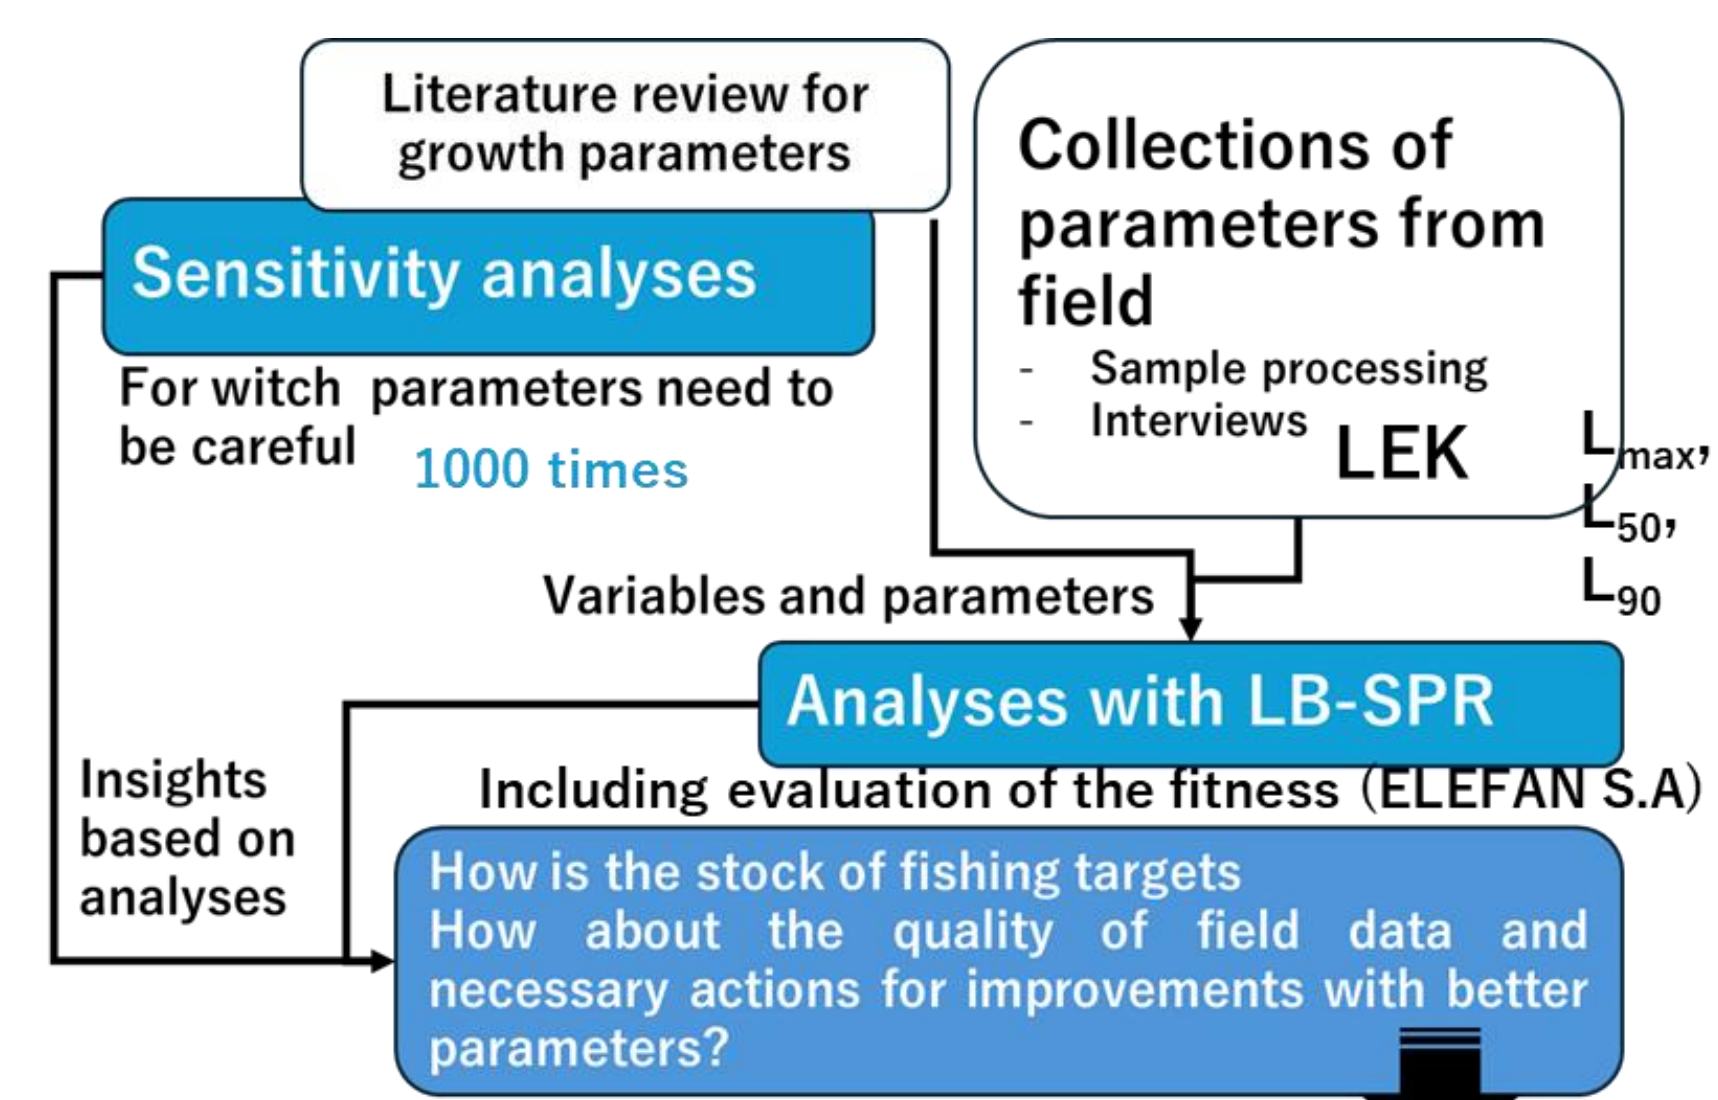 Literature review for
growth parameters
Sensitivity analyses
For witch parameters need to
be careful
1000 times
Collections of
parameters from
field
- Sample processing
- Interviews
LEK
Lmax,
L50,
L90
Variables and parameters
Analyses with LB-SPR
Including evaluation of the fitness (ELEFAN S.A)
Insights
based on
analyses
How is the stock of fishing targets
How about the quality of field data and
necessary actions for improvements with better
parameters?